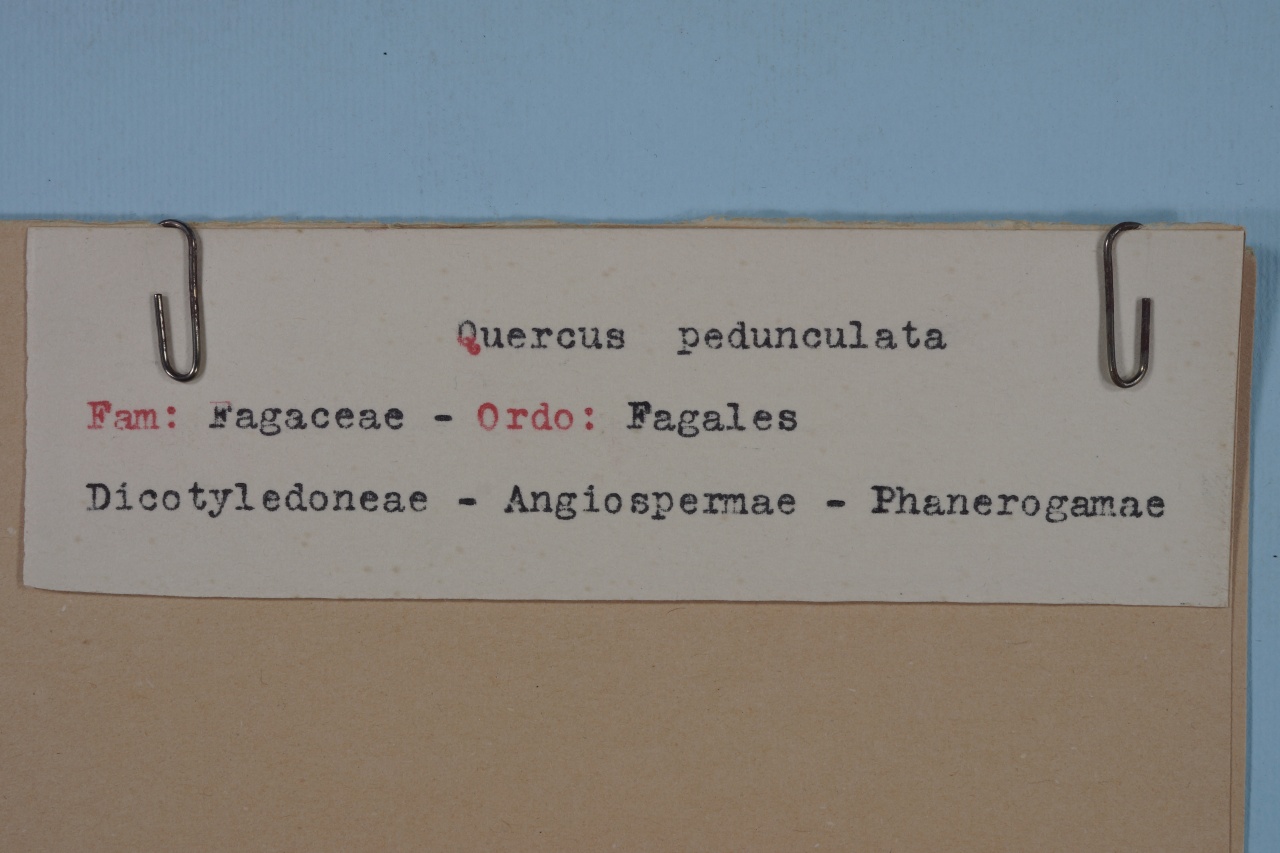 Quercus pedunculata
Fam: Fagaceae - Ordo: Fagales
Dicotyledoneae - Angiospermae - Phanerogamae